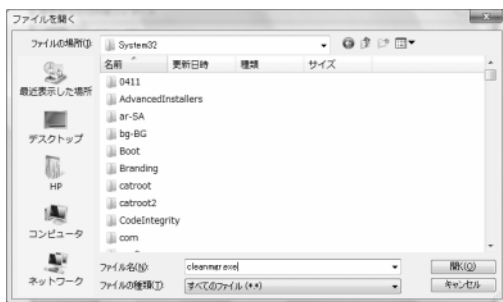 ファイルを開く
ファイルの場所(I):
System32
名前
更新日時
種類
サイズ
0411
AdvancedInstallers
ar-SA
bg-BG
Boot
Branding
catroot
catroot2
CodeIntegrity
com
最近表示した場所
デスクトップ
HP
コンピュータ
ネットワーク
ファイル名(N):
cleanmgr.exe
開く(O)
ファイルの種類(T):
すべてのファイル (*.*)
キャンセル